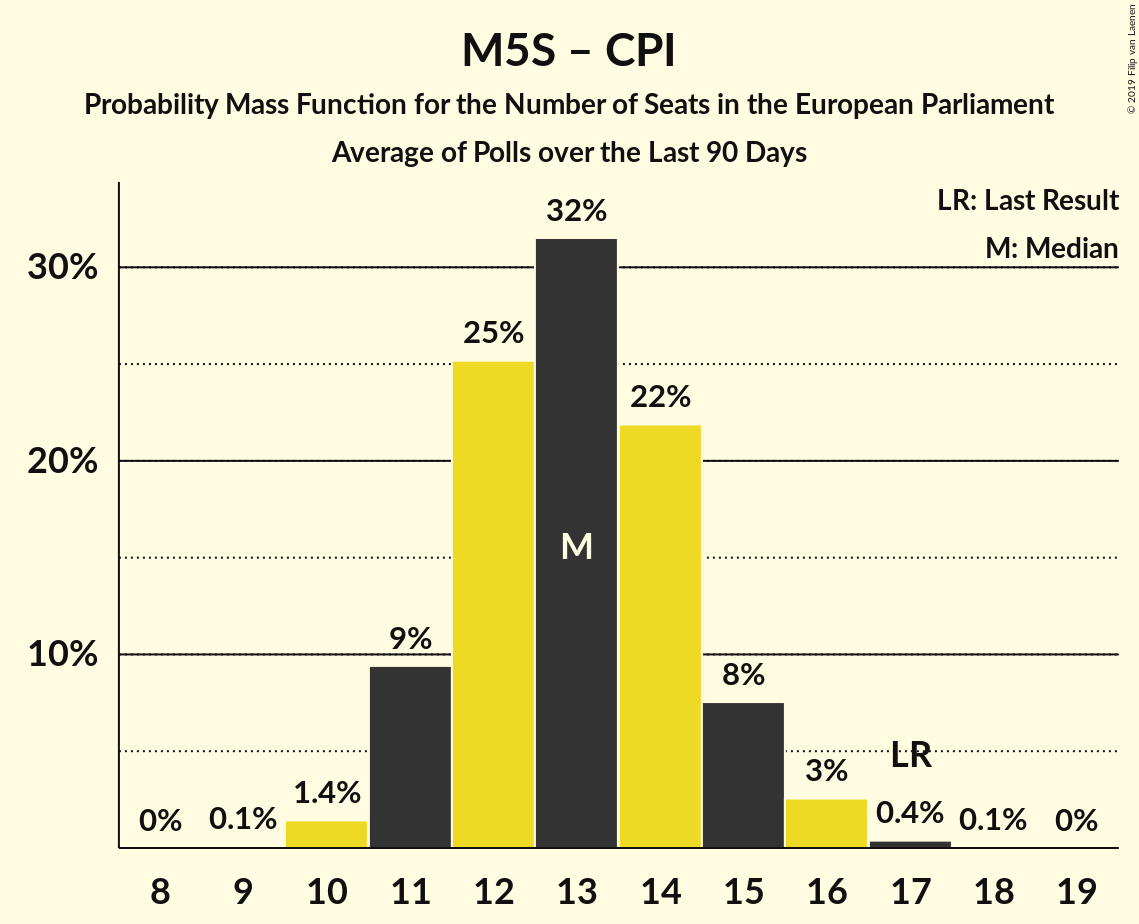 M5S – CPI
Probability Mass Function for the Number of Seats in the European Parliament
Average of Polls over the Last 90 Days
© 2019 Filip van Laenen
LR: Last Result
M: Median
30%
20%
10%
0%
0.1%
1.4%
9%
25%
32%
M
22%
8%
3%
LR
0.4%
0.1%
0%
8 9 10 11 12 13 14 15 16 17 18 19